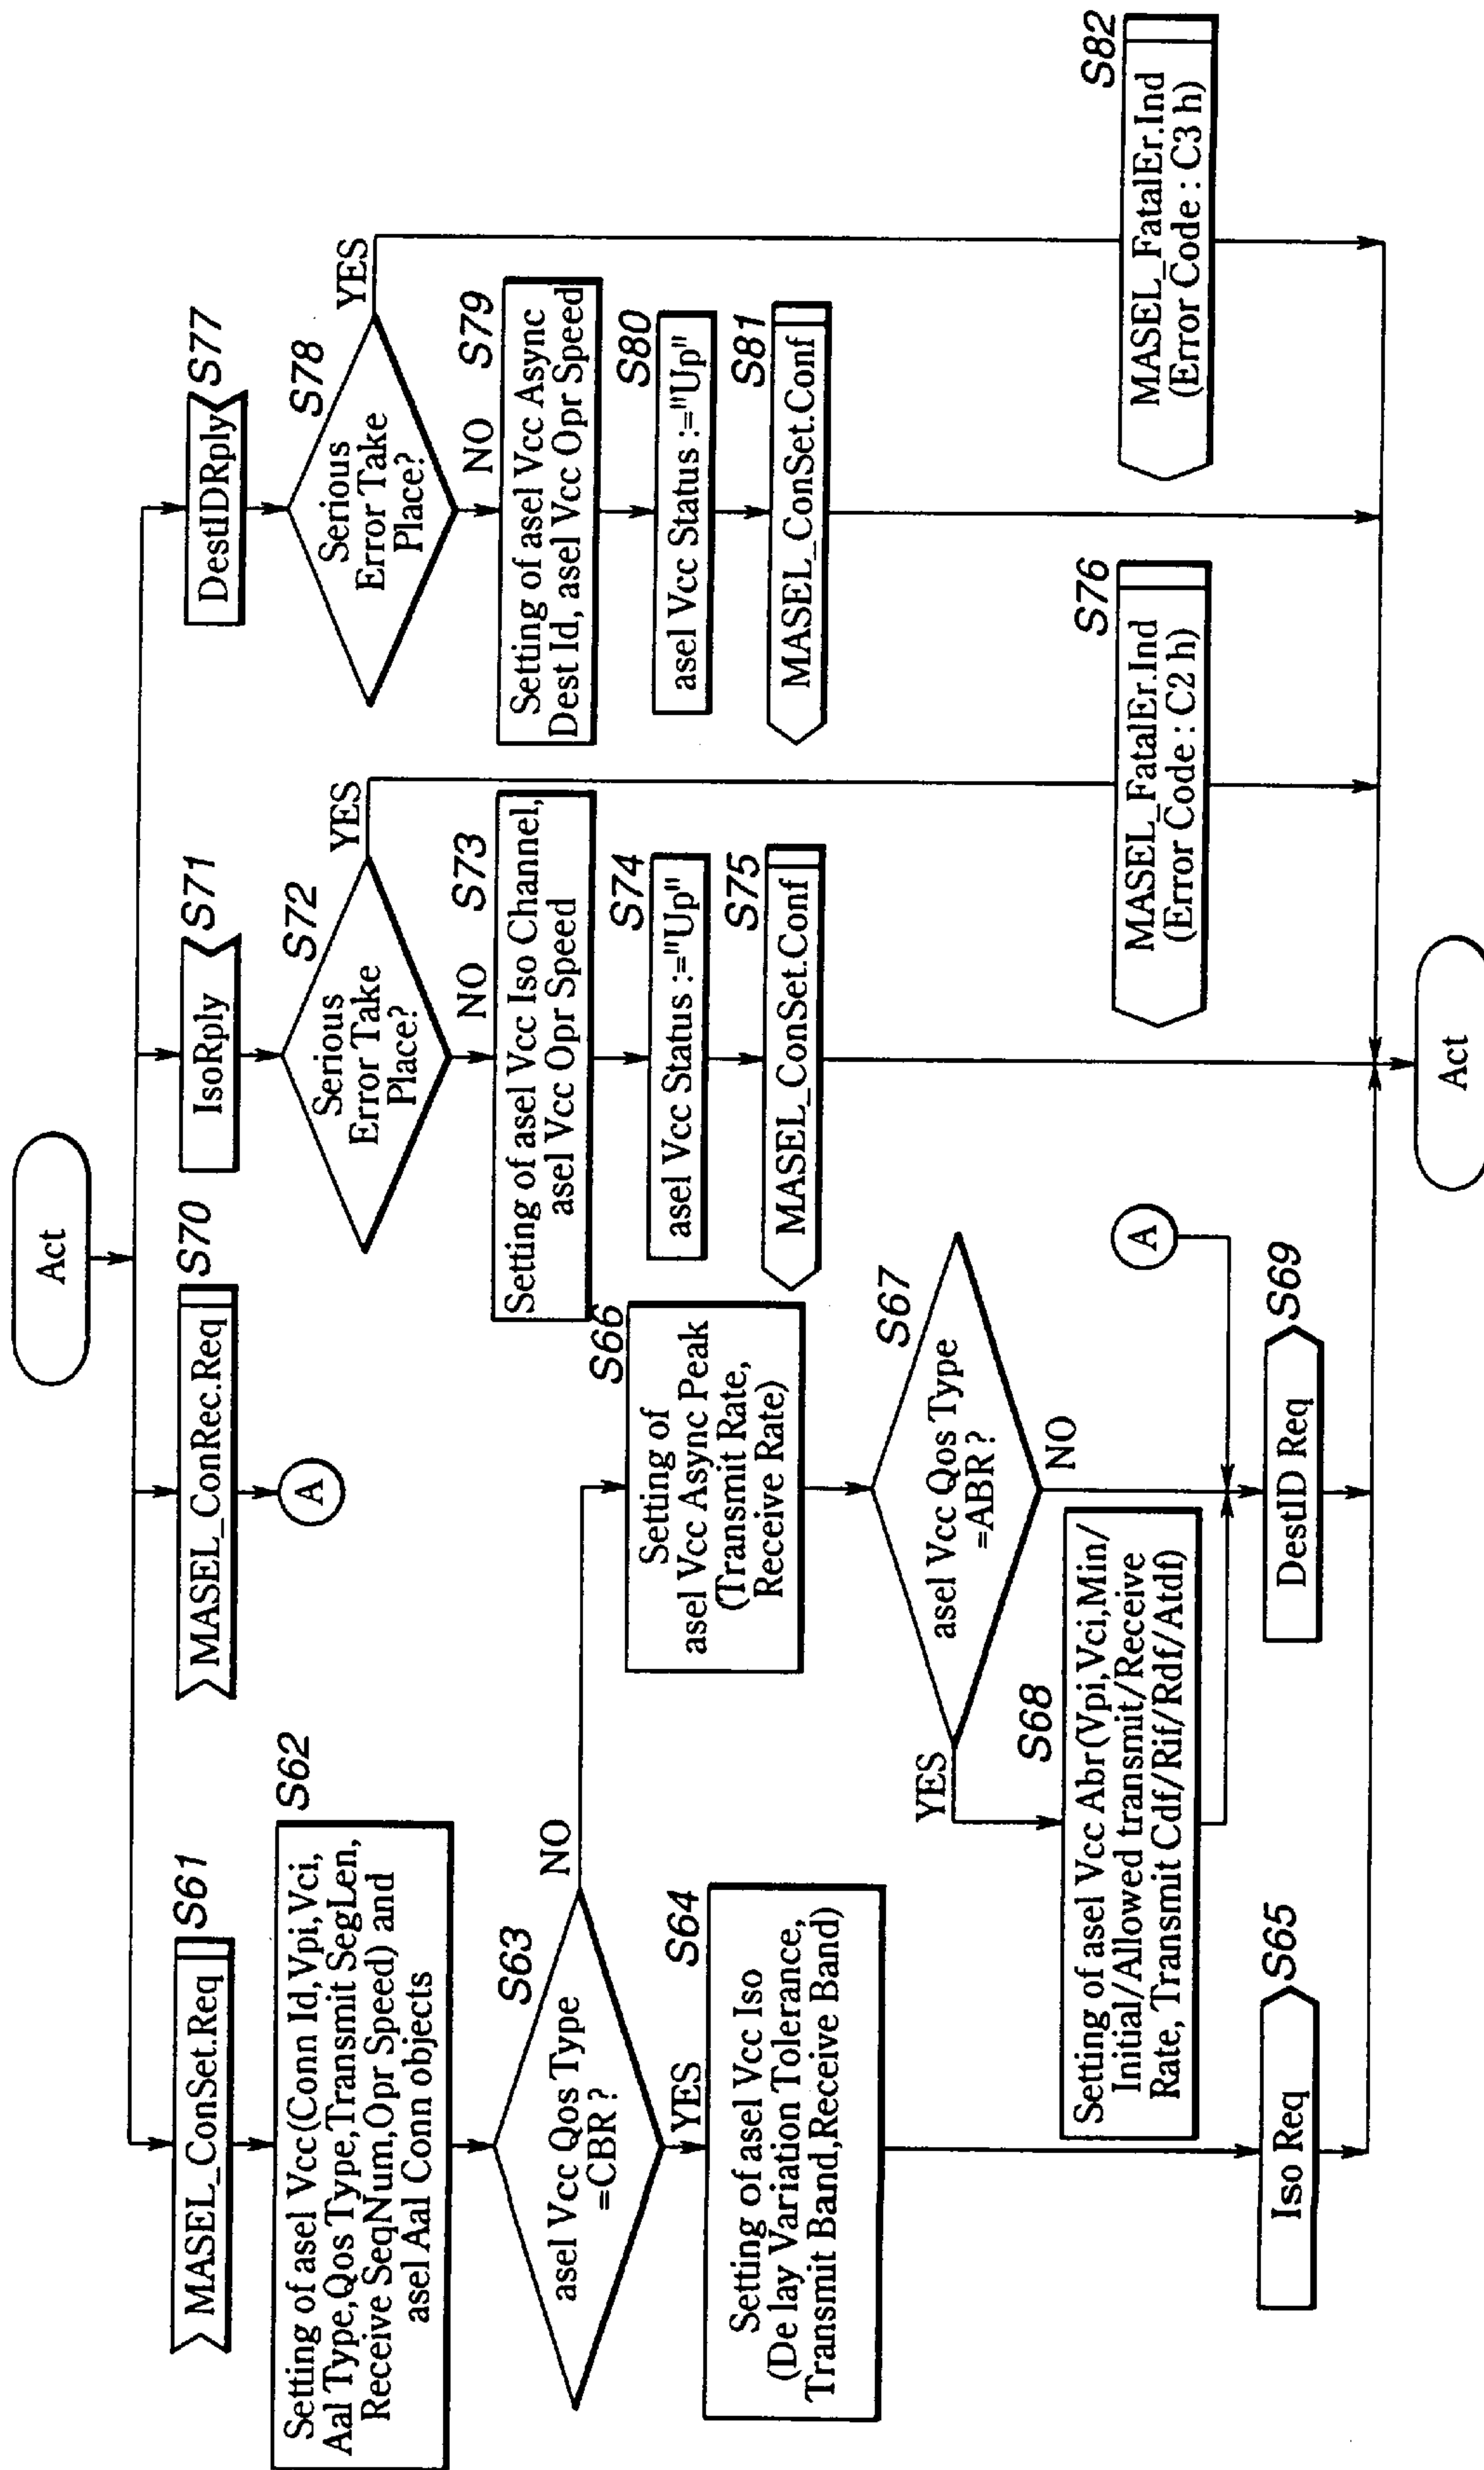 Act
MASEL_ConSet.Req
S61
Setting of asel Vcc(Conn Id,Vpi,Vci,
Aal Type,Qos Type,Transmit SegLen,
Receive SeqNum,Opr Speed) and
asel Aal Conn objects
S62
asel Vcc Qos Type
=CBR ?
S63
NO
YES
Setting of asel Vcc Iso
(De lay Variation Tolerance,
Transmit Band,Receive Band)
S64
Iso Req
S65
Setting of
asel Vcc Async Peak
(Transmit Rate,
Receive Rate)
S66
asel Vcc Qos Type
=ABR ?
S67
YES
NO
Setting of asel Vcc Abr(Vpi,Vci,Min/
Initial/Allowed transmit/Receive
Rate, Transmit Cdf/Rif/Rdf/Atdf)
S68
A
DestID Req
S69
MASEL_ConRec.Req
S70
A
IsoRply
S71
Serious
Error Take
Place?
S72
YES
NO
Setting of asel Vcc Iso Channel,
asel Vcc Opr Speed
S73
asel Vcc Status :="Up"
S74
MASEL_ConSet.Conf
S75
MASEL_FatalEr.Ind
(Error Code : C2 h)
S76
DestIDRply
S77
Serious
Error Take
Place?
S78
YES
NO
Setting of asel Vcc Async
Dest Id, asel Vcc Opr Speed
S79
asel Vcc Status :="Up"
S80
MASEL_ConSet.Conf
S81
MASEL_FatalEr.Ind
(Error Code : C3 h)
S82
Act